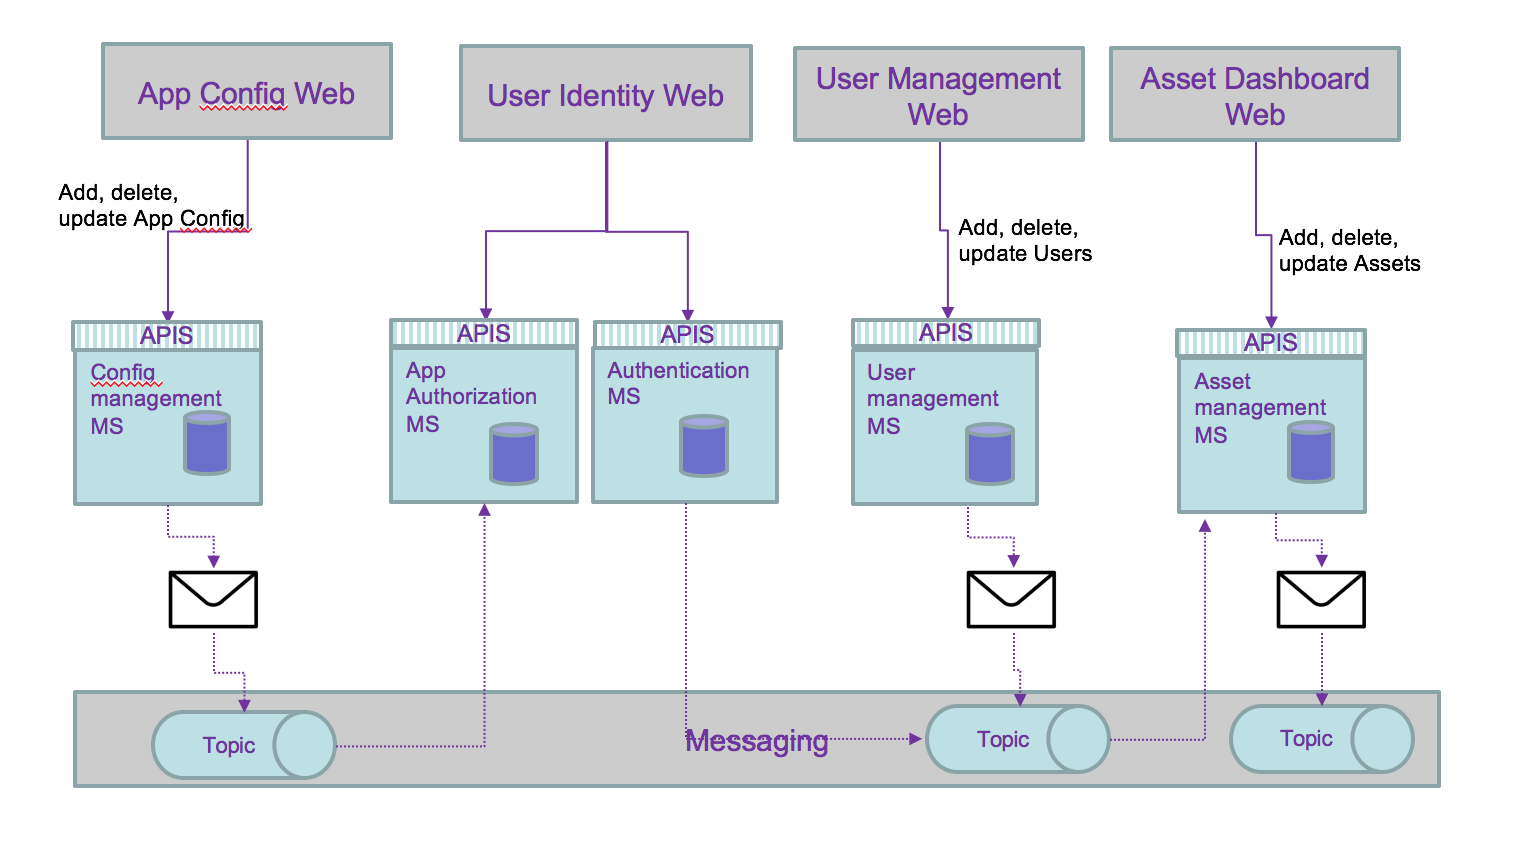 App Config Web
User Identity Web
User Management
Web
Asset Dashboard
Web
Add, delete,
update App Config
Add, delete,
update Users
Add, delete,
update Assets
APIS
Config
management
MS
APIS
App
Authorization
MS
APIS
Authentication
MS
APIS
User
management
MS
APIS
Asset
management
MS
Messaging
Topic
Topic
Topic